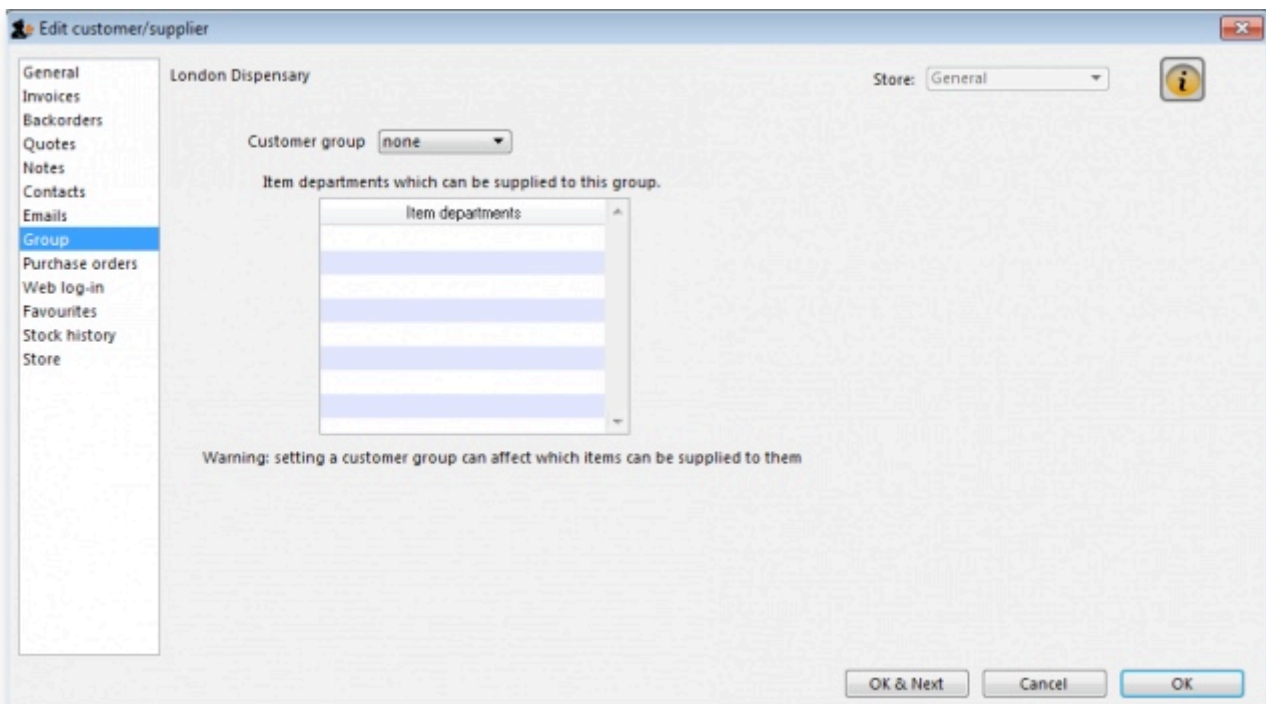 Edit customer/supplier
General
Invoices
Backorders
Quotes
Notes
Contacts
Emails
Group
Purchase orders
Web log-in
Favourites
Stock history
Store
London Dispensary
Store: General
i
Customer group none
Item departments which can be supplied to this group.
Item departments
Warning: setting a customer group can affect which items can be supplied to them
OK & Next Cancel OK